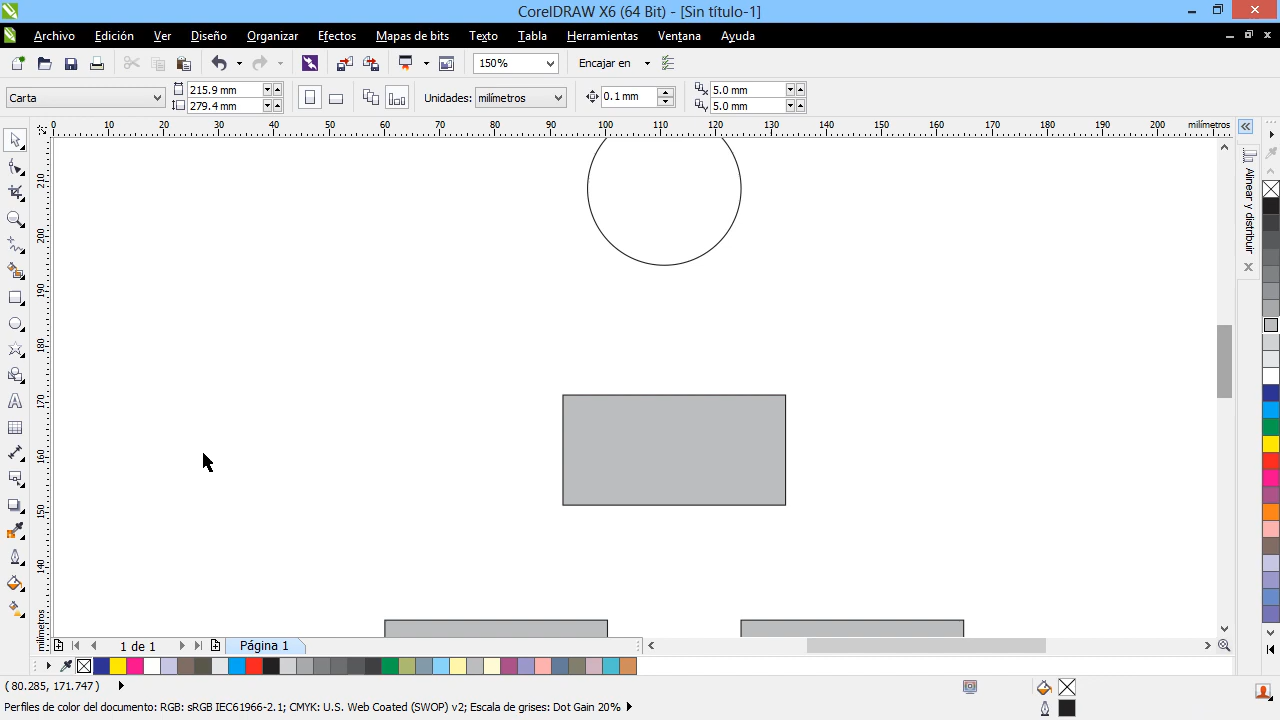 CorelDRAW X6 (64 Bit) - [Sin título-1]
Archivo Edición Ver Diseño Organizar Efectos Mapas de bits Texto Tabla Herramientas Ventana Ayuda
150% Encajar en
Carta 215.9 mm 279.4 mm Unidades: milímetros 0.1 mm 5.0 mm 5.0 mm
0 10 20 30 40 50 60 70 80 90 100 110 120 130 140 150 160 170 180 190 200 milímetros
210
200
190
180
170
160
150
140
milímetros
Alinear y distribuir
1 de 1 Página 1
( 80.285, 171.747 )
Perfiles de color del documento: RGB: sRGB IEC61966-2.1; CMYK: U.S. Web Coated (SWOP) v2; Escala de grises: Dot Gain 20%